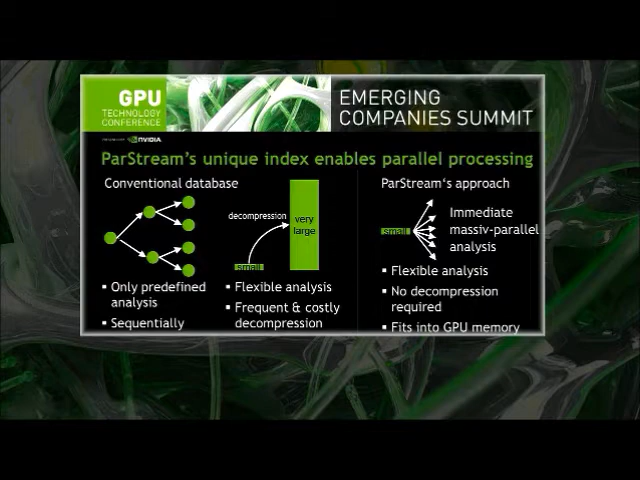 GPU
TECHNOLOGY
CONFERENCE
EMERGING
COMPANIES SUMMIT
NVIDIA
ParStream's unique index enables parallel processing
Conventional database
ParStream's approach
decompression
very
large
small
small
Immediate
massiv-parallel
analysis
▪ Only predefined
analysis
▪ Sequentially
▪ Flexible analysis
▪ Frequent & costly
decompression
▪ Flexible analysis
▪ No decompression
required
▪ Fits into GPU memory